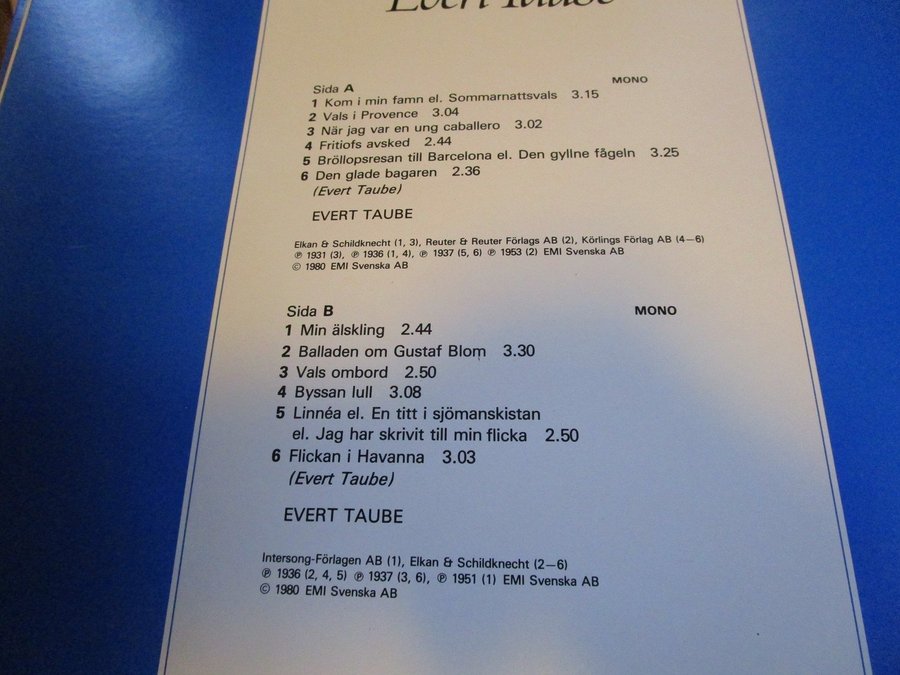 Evert Taube
Sida A
MONO
1 Kom i min famn el. Sommarnattsvals 3.15
2 Vals i Provence 3.04
3 När jag var en ung caballero 3.02
4 Fritiofs avsked 2.44
5 Bröllopsresan till Barcelona el. Den gyllne fågeln 3.25
6 Den glade bagaren 2.36
(Evert Taube)
EVERT TAUBE
Elkan & Schildknecht (1, 3), Reuter & Reuter Förlags AB (2), Körlings Förlag AB (4—6)
℗ 1931 (3), ℗ 1936 (1, 4), ℗ 1937 (5, 6) ℗ 1953 (2) EMI Svenska AB
© 1980 EMI Svenska AB
Sida B
MONO
1 Min älskling 2.44
2 Balladen om Gustaf Blom 3.30
3 Vals ombord 2.50
4 Byssan lull 3.08
5 Linnéa el. En titt i sjömanskistan
el. Jag har skrivit till min flicka 2.50
6 Flickan i Havanna 3.03
(Evert Taube)
EVERT TAUBE
Intersong-Förlagen AB (1), Elkan & Schildknecht (2—6)
℗ 1936 (2, 4, 5) ℗ 1937 (3, 6), ℗ 1951 (1) EMI Svenska AB
© 1980 EMI Svenska AB